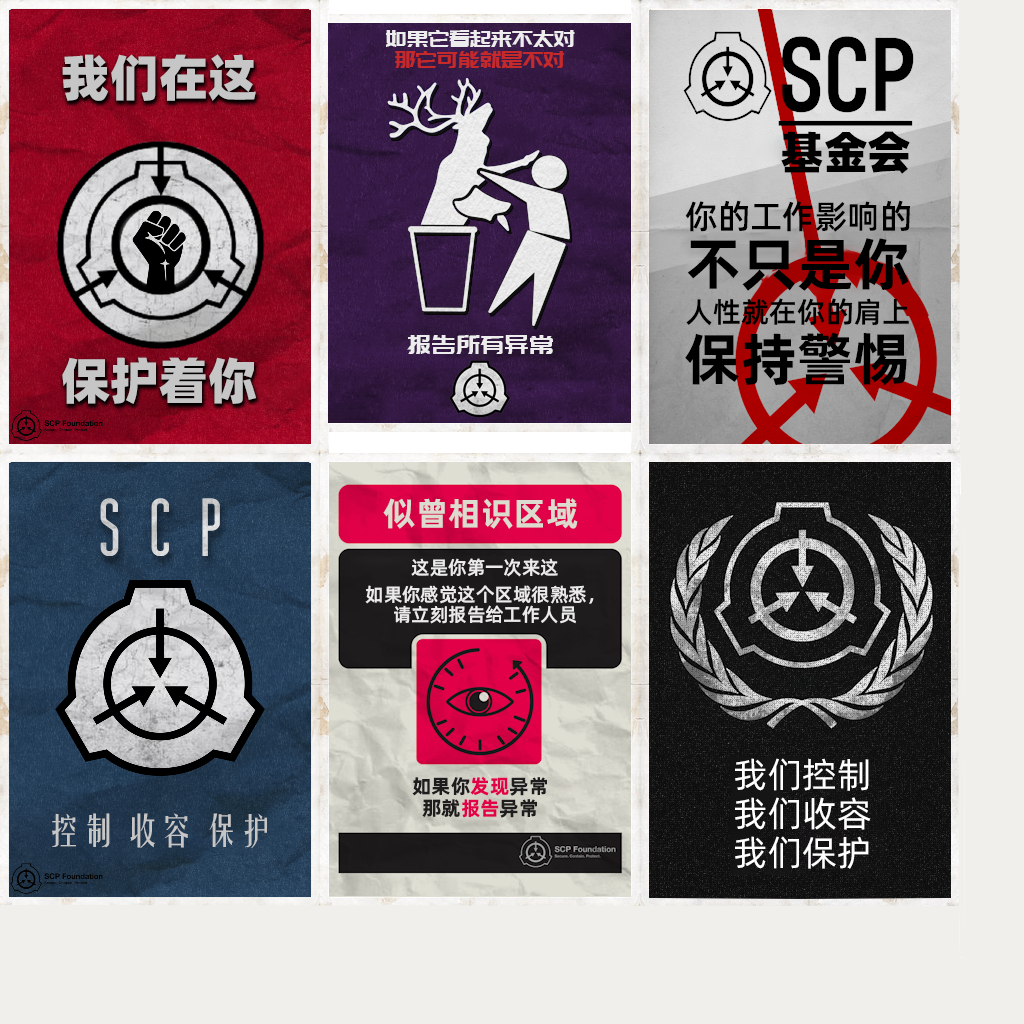 我们在这
保护着你
SCP Foundation
如果它看起来不太对
那它可能就是不对
报告所有异常
SCP
基金会
你的工作影响的
不只是你
人性就在你的肩上
保持警惕
SCP
控制 收容 保护
SCP Foundation
似曾相识区域
这是你第一次来这
如果你感觉这个区域很熟悉，
请立刻报告给工作人员
如果你发现异常
那就报告异常
SCP Foundation
Secure. Contain. Protect.
我们控制
我们收容
我们保护